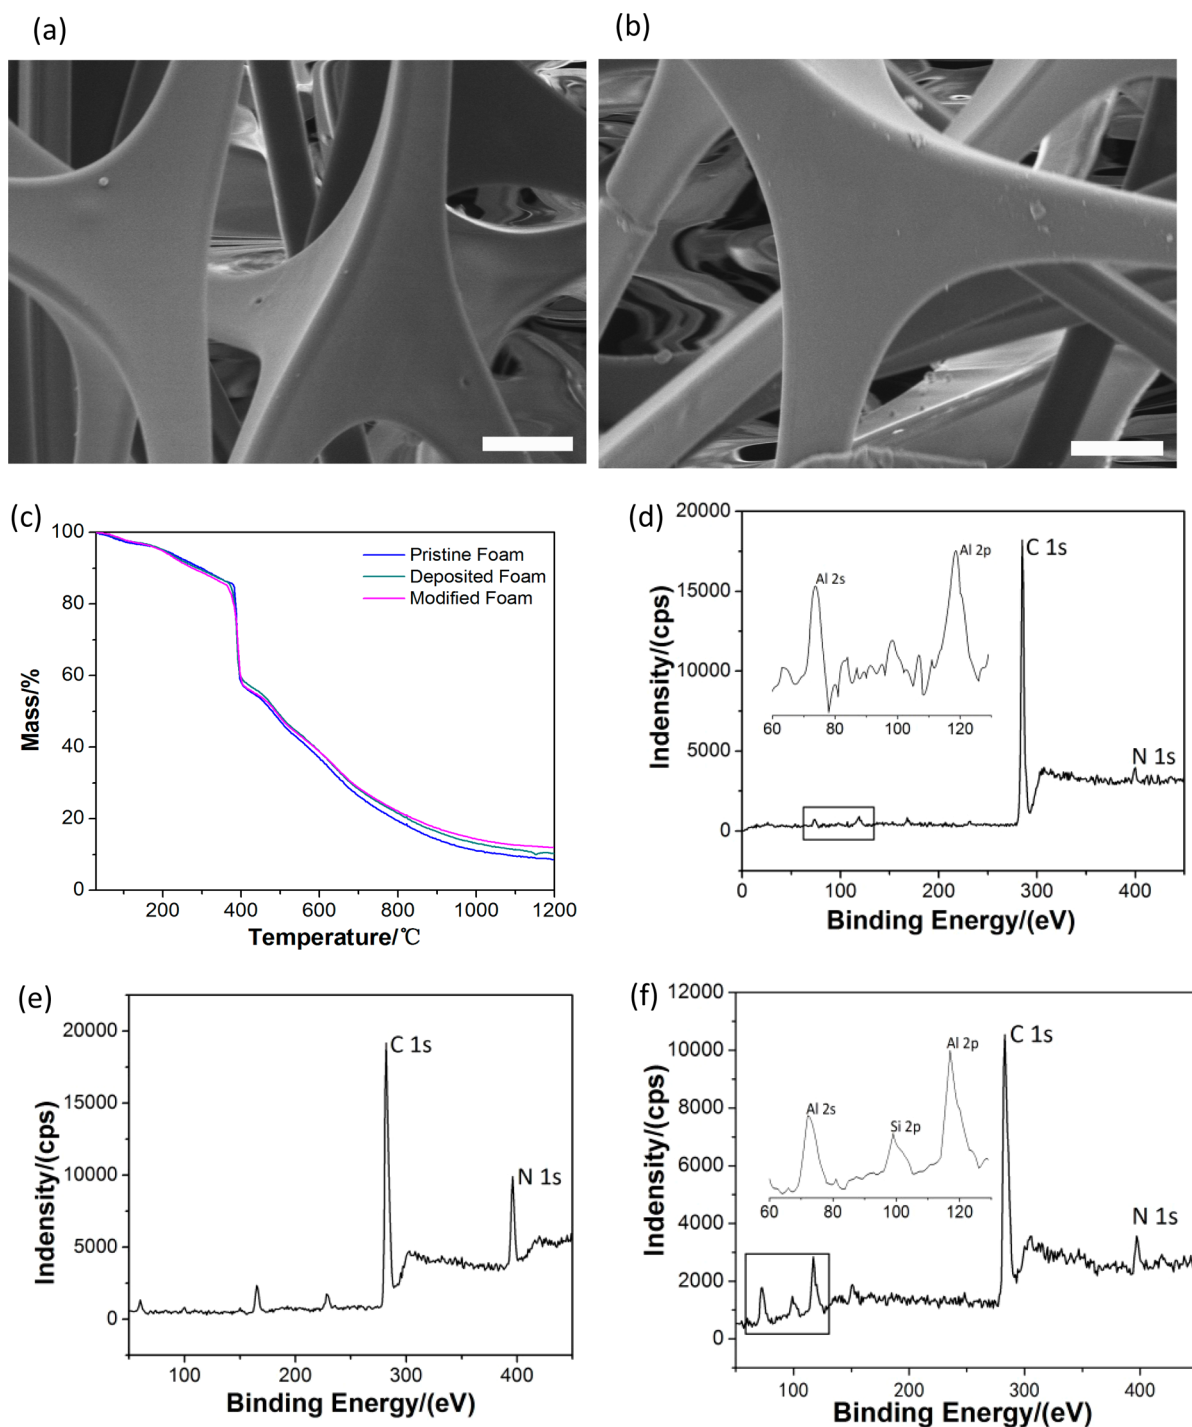 (a)
(b)
(c)
100
80
60
40
20
0
Mass/%
Pristine Foam
Deposited Foam
Modified Foam
200
400
600
800
1000
1200
Temperature/℃
(d)
20000
15000
10000
5000
0
Indensity/(cps)
C 1s
Al 2p
Al 2s
60
80
100
120
N 1s
0
100
200
300
400
Binding Energy/(eV)
(e)
20000
15000
10000
5000
0
Indensity/(cps)
C 1s
N 1s
100
200
300
400
Binding Energy/(eV)
(f)
12000
10000
8000
6000
4000
2000
0
Indensity/(cps)
C 1s
Al 2p
Al 2s
Si 2p
60
80
100
120
N 1s
100
200
300
400
Binding Energy/(eV)